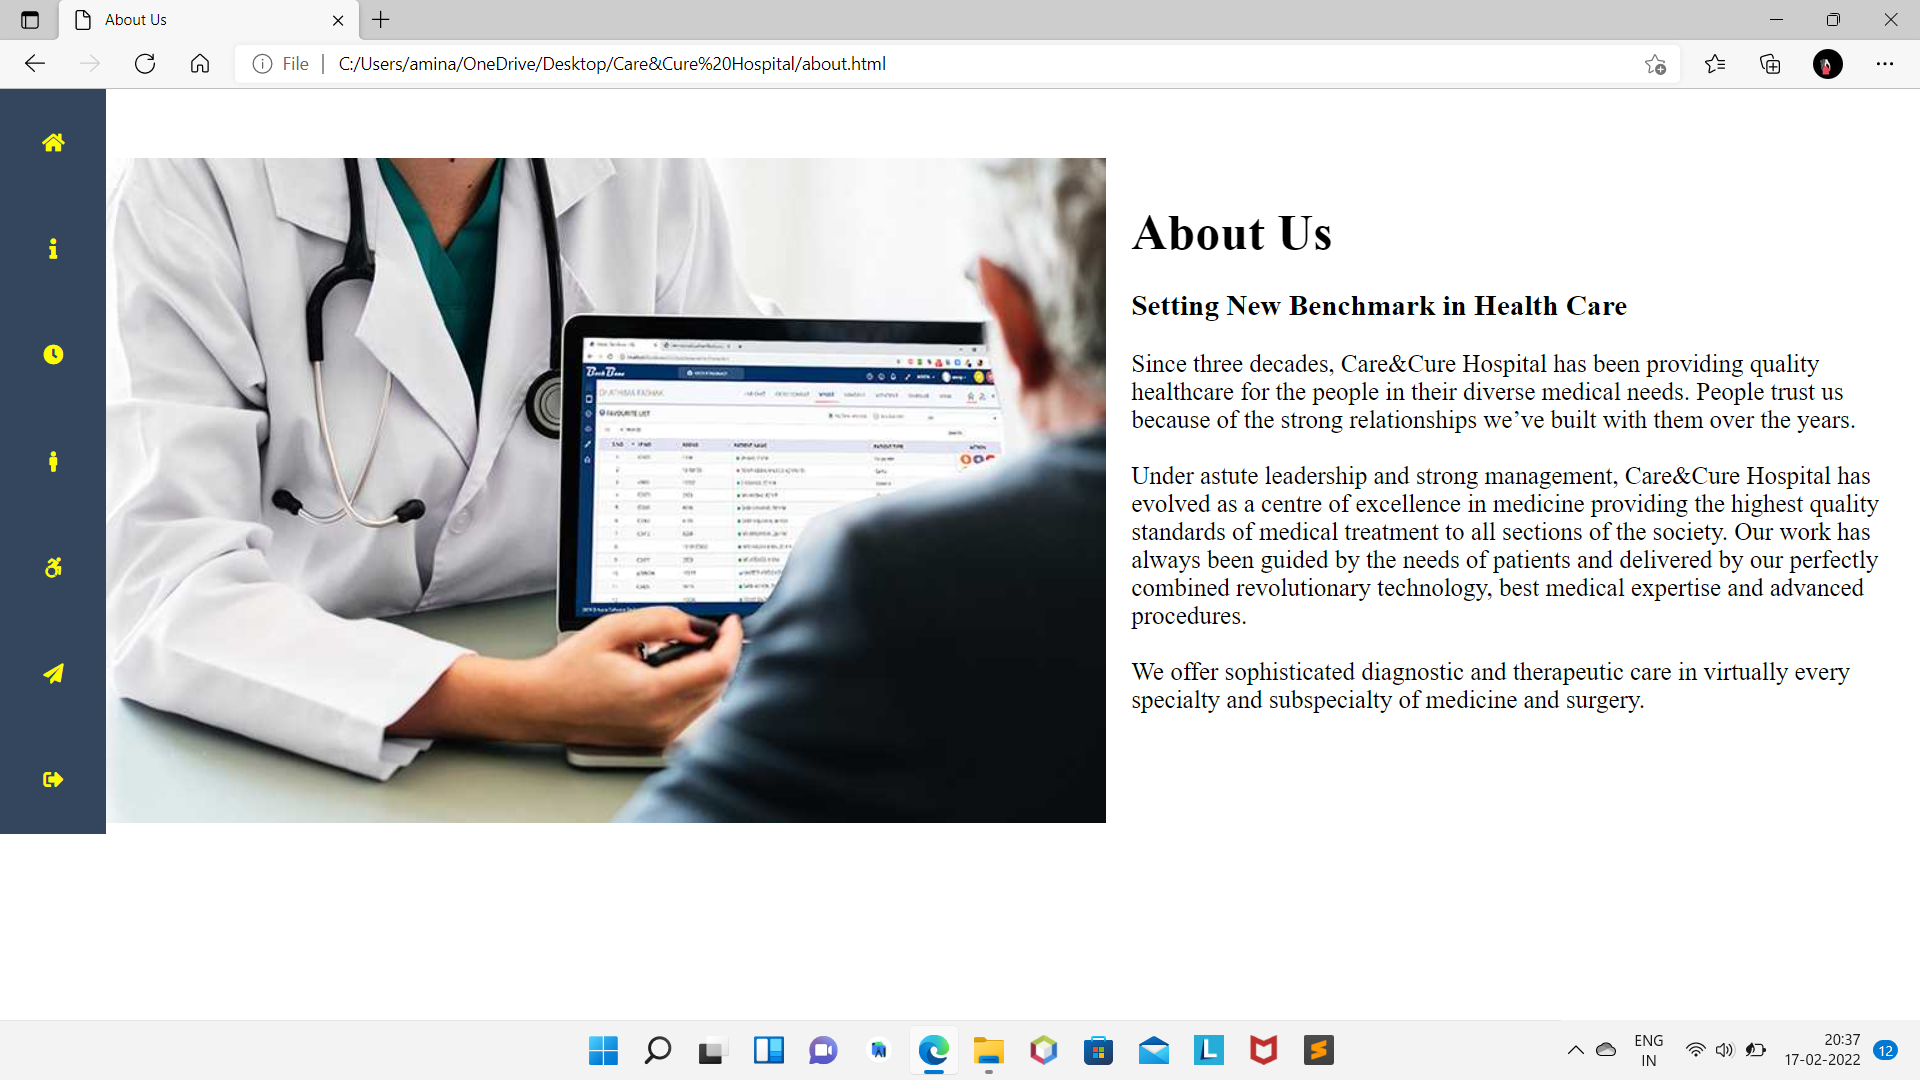 About Us
File
C:/Users/amina/OneDrive/Desktop/Care&Cure%20Hospital/about.html
About Us
Setting New Benchmark in Health Care
Since three decades, Care&Cure Hospital has been providing quality
healthcare for the people in their diverse medical needs. People trust us
because of the strong relationships we’ve built with them over the years.
Under astute leadership and strong management, Care&Cure Hospital has
evolved as a centre of excellence in medicine providing the highest quality
standards of medical treatment to all sections of the society. Our work has
always been guided by the needs of patients and delivered by our perfectly
combined revolutionary technology, best medical expertise and advanced
procedures.
We offer sophisticated diagnostic and therapeutic care in virtually every
specialty and subspecialty of medicine and surgery.
FAVOURITE LIST
PATIENT NAME
PATIENT TYPE
ACTION
ENG
IN
20:37
17-02-2022
12